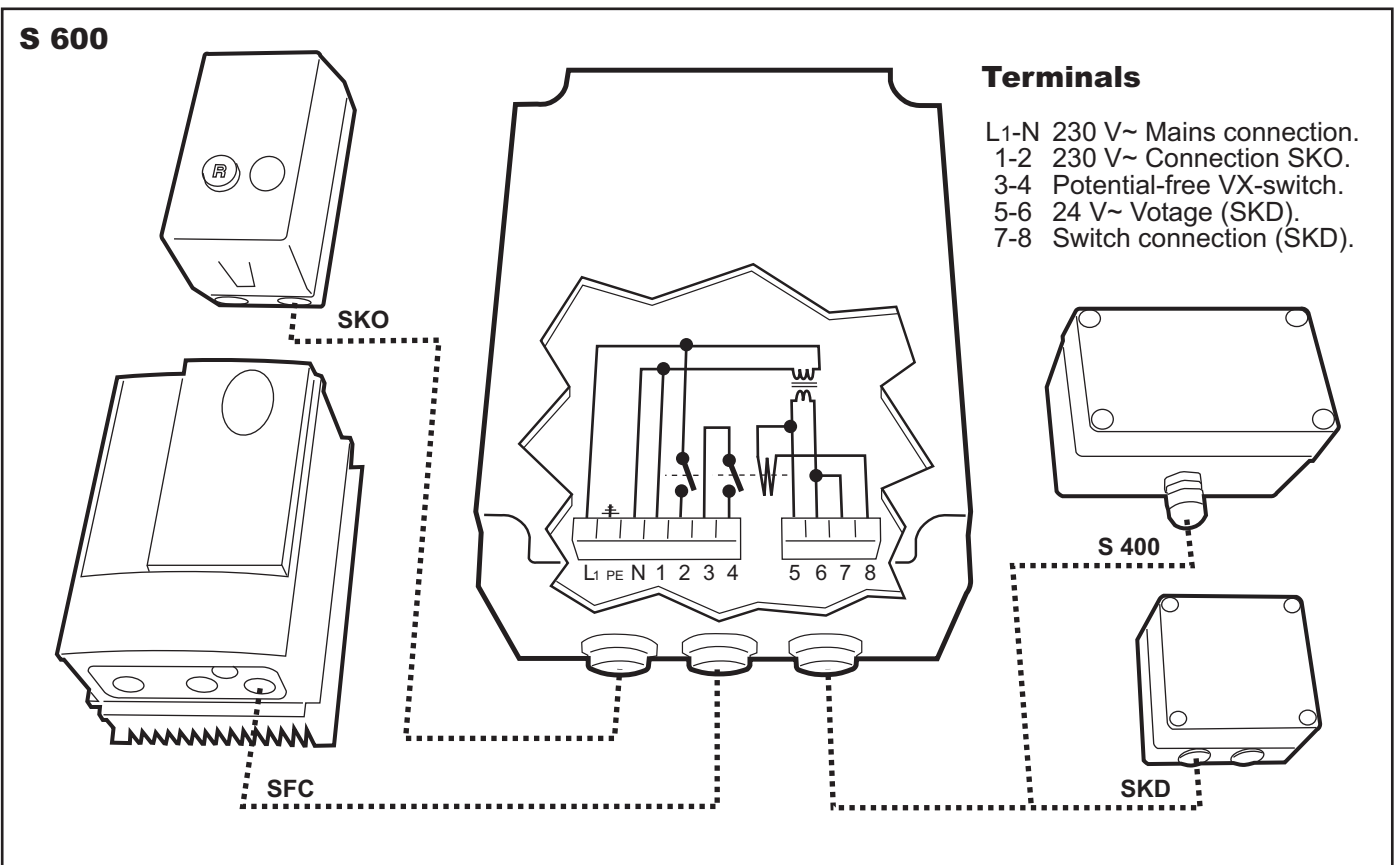 S 600
Terminals
L1-N 230 V~ Mains connection.
1-2 230 V~ Connection SKO.
3-4 Potential-free VX-switch.
5-6 24 V~ Votage (SKD).
7-8 Switch connection (SKD).
R
SKO
S 400
L1 PE N 1 2 3 4 5 6 7 8
SFC
SKD